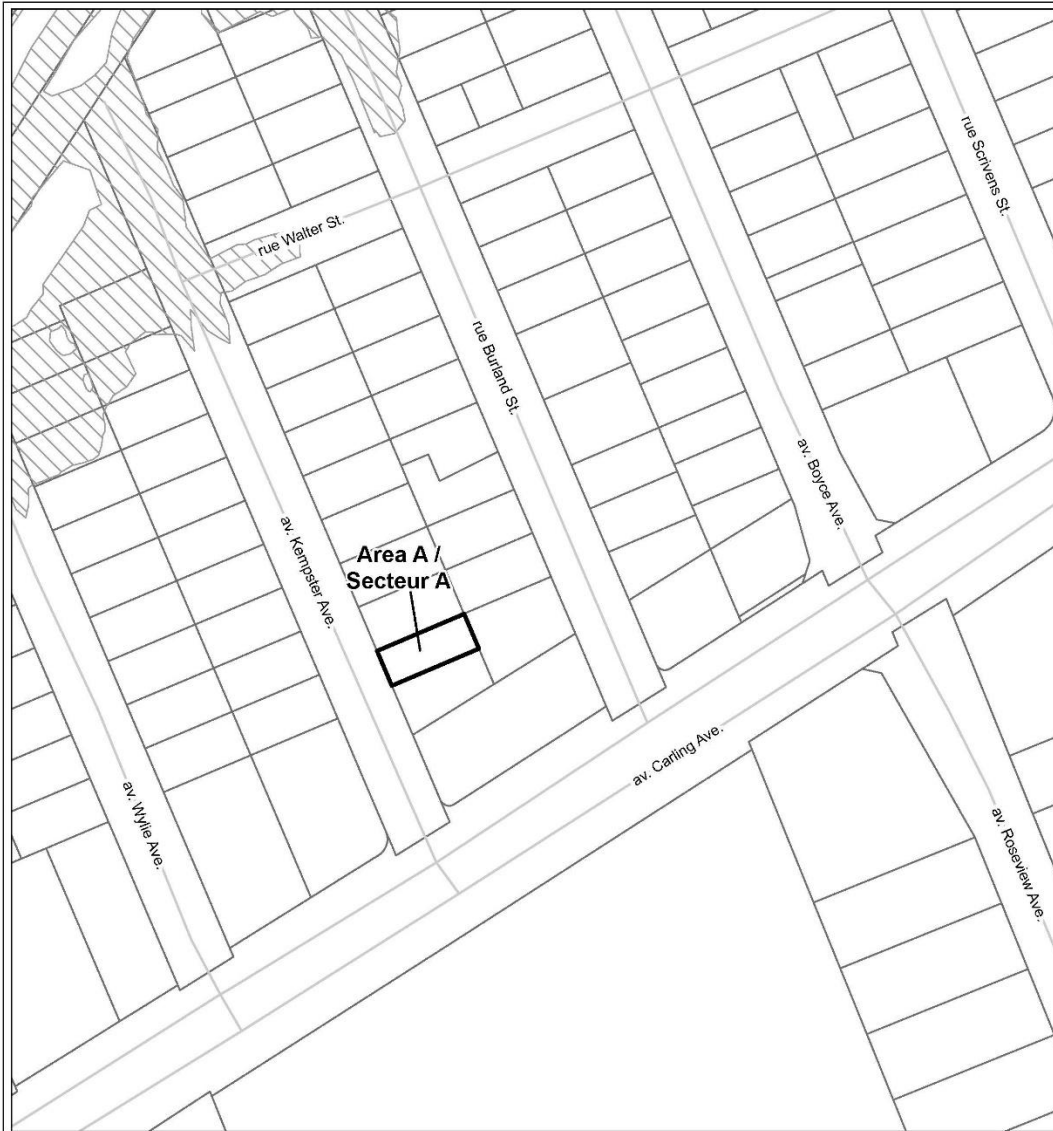 rue Scrivens St.
rue Walter St.
rue Burland St.
av. Boyce Ave.
av. Kempster Ave.
Area A /
Secteur A
av. Carling Ave.
av. Wylie Ave.
av. Roseview Ave.